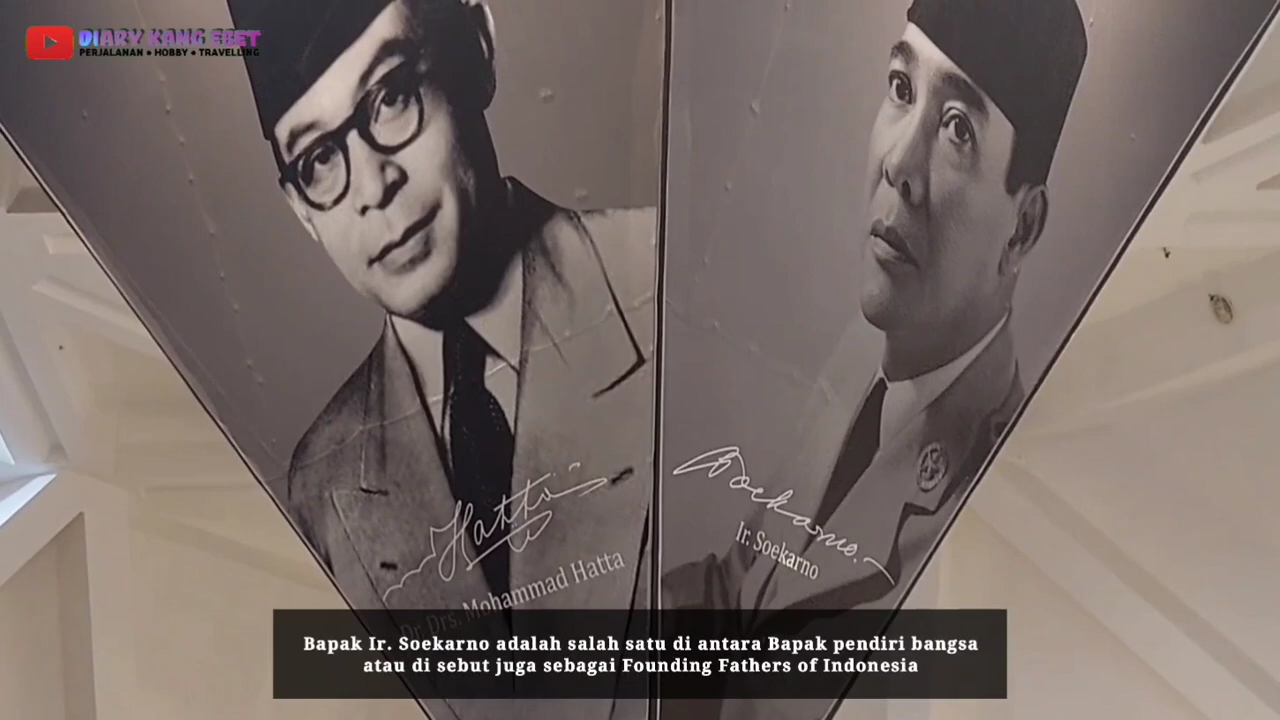 DIARY KANG EBET
PERJALANAN • HOBBY • TRAVELLING
Hatta
Dr. Drs. Mohammad Hatta
Soekarno.
Ir. Soekarno
Bapak Ir. Soekarno adalah salah satu di antara Bapak pendiri bangsa
atau di sebut juga sebagai Founding Fathers of Indonesia